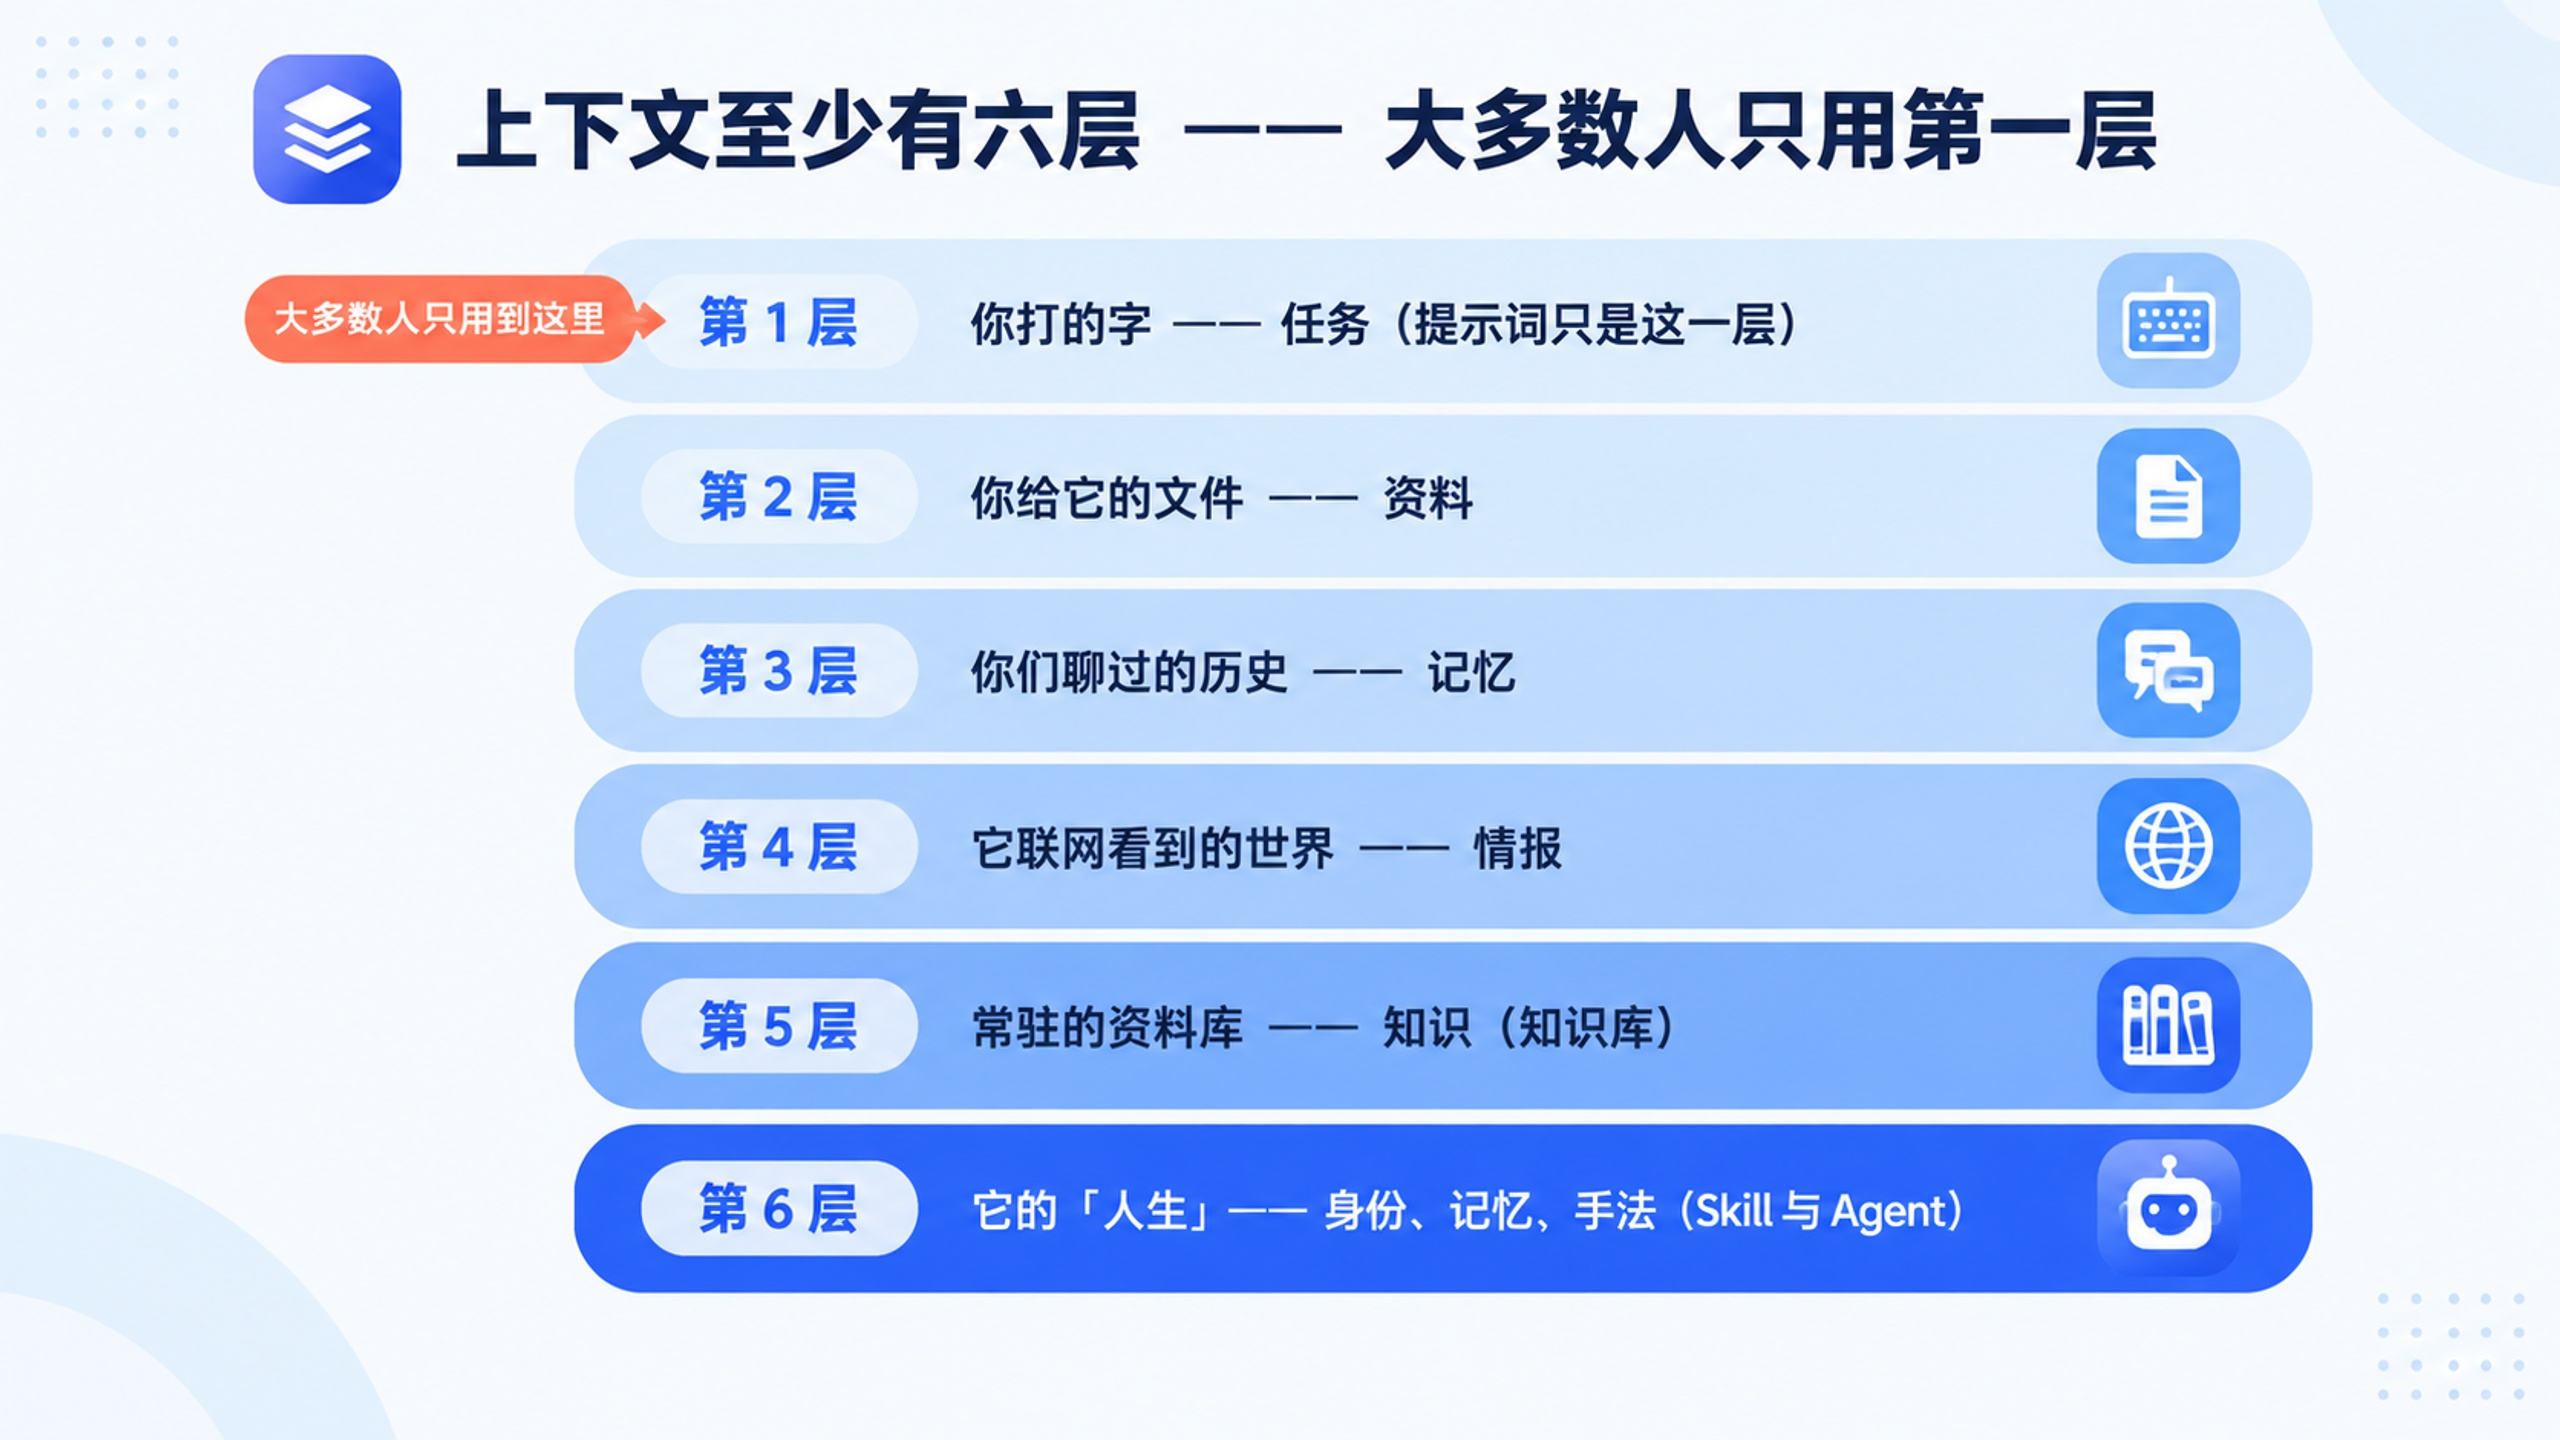 上下文至少有六层 —— 大多数人只用第一层
大多数人只用到这里
第 1 层 你打的字 —— 任务（提示词只是这一层）
第 2 层 你给它的文件 —— 资料
第 3 层 你们聊过的历史 —— 记忆
第 4 层 它联网看到的世界 —— 情报
第 5 层 常驻的资料库 —— 知识（知识库）
第 6 层 它的「人生」—— 身份、记忆、手法（Skill 与 Agent）